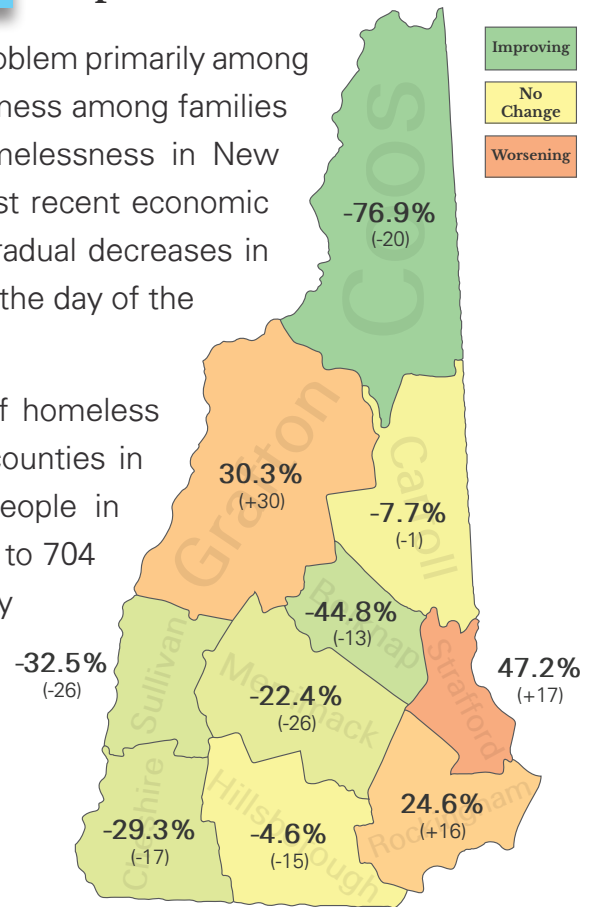 oblem primarily among
ness among families
melessness in New
st recent economic
radual decreases in
the day of the
f homeless
counties in
eople in
to 704
y
Improving
No
Change
Worsening
Coos
-76.9%
(-20)
Grafton
30.3%
(+30)
Carroll
-7.7%
(-1)
Belknap
-44.8%
(-13)
Sullivan
-32.5%
(-26)
Merrimack
-22.4%
(-26)
Strafford
47.2%
(+17)
Cheshire
-29.3%
(-17)
Hillsborough
-4.6%
(-15)
Rockingham
24.6%
(+16)